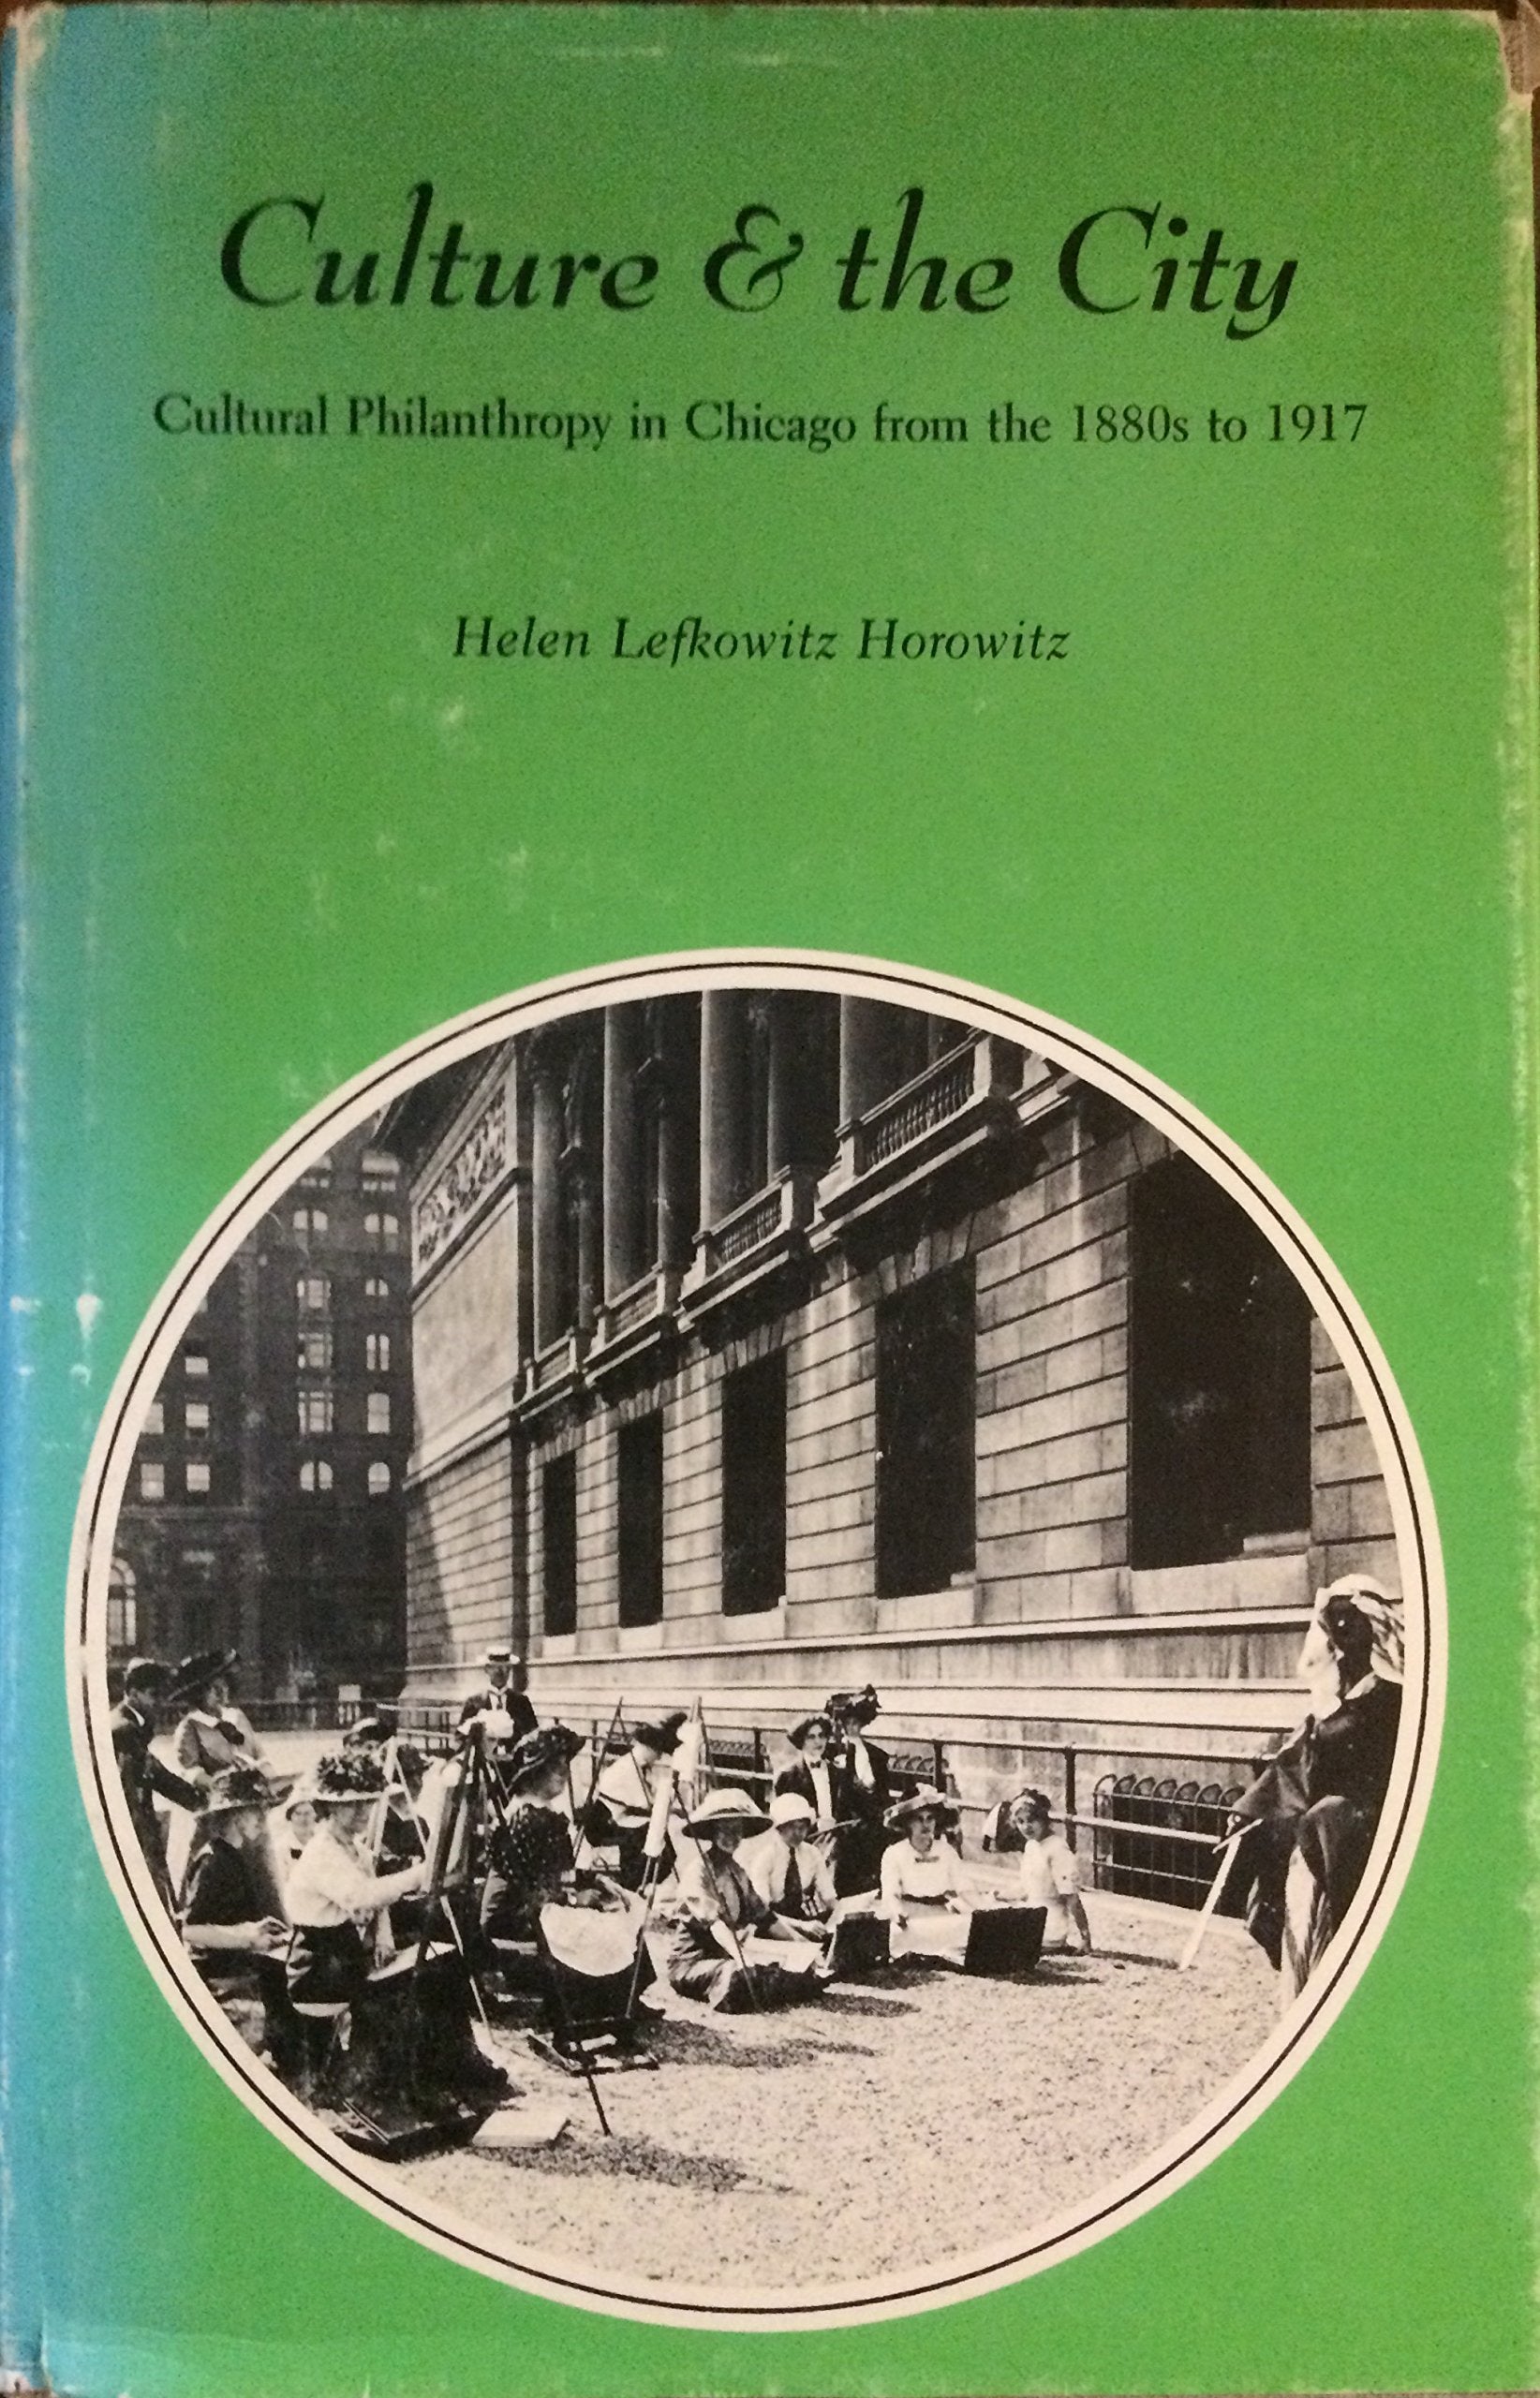 Culture & the City
Cultural Philanthropy in Chicago from the 1880s to 1917
Helen Lefkowitz Horowitz